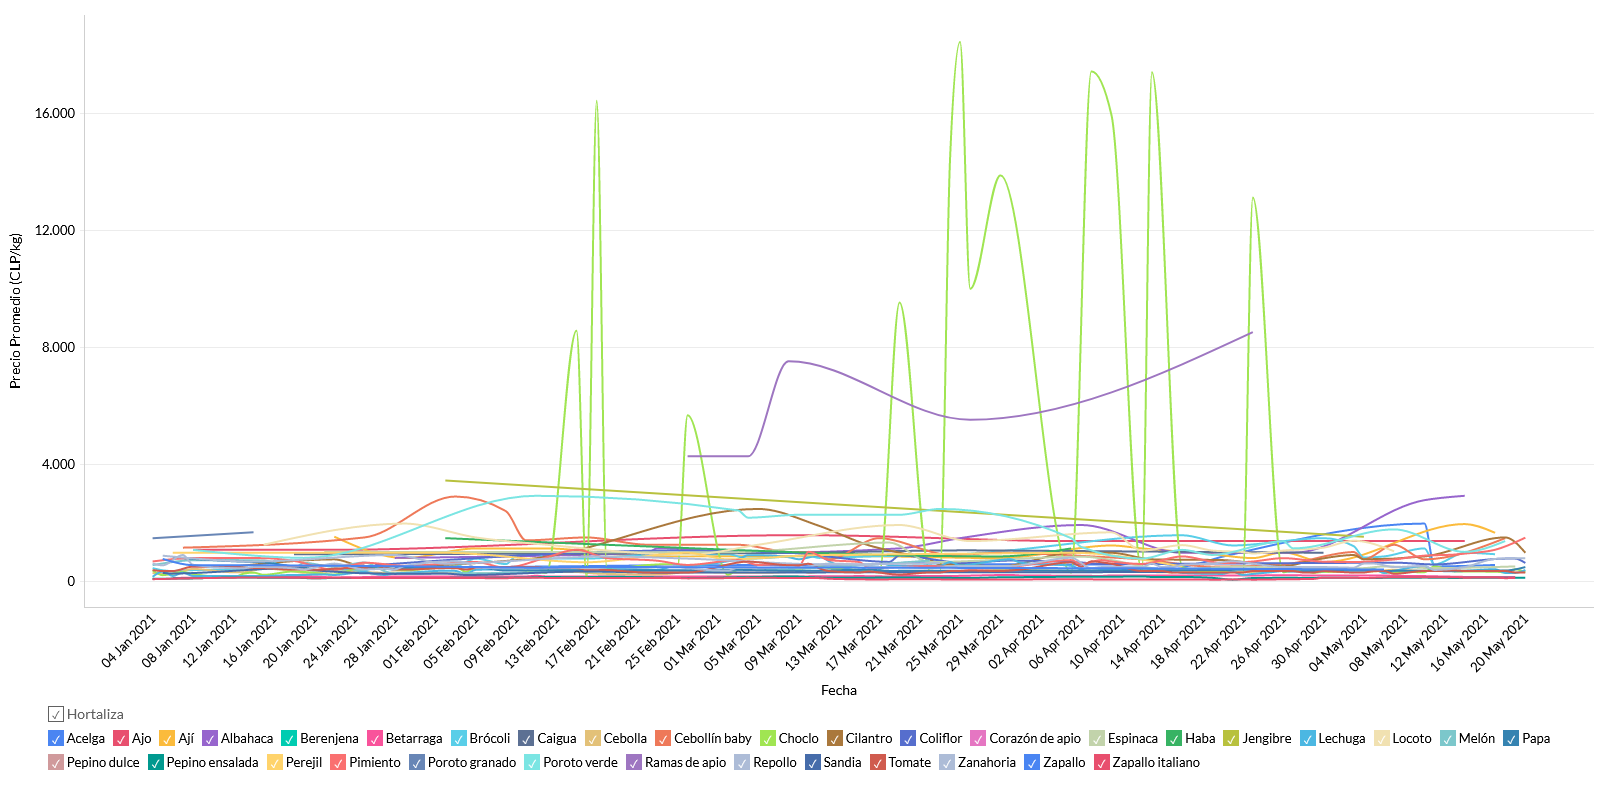 16.000
12.000
8.000
4.000
0
Precio Promedio (CLP/kg)
04 Jan 2021
08 Jan 2021
12 Jan 2021
16 Jan 2021
20 Jan 2021
24 Jan 2021
28 Jan 2021
01 Feb 2021
05 Feb 2021
09 Feb 2021
13 Feb 2021
17 Feb 2021
21 Feb 2021
25 Feb 2021
01 Mar 2021
05 Mar 2021
09 Mar 2021
13 Mar 2021
17 Mar 2021
21 Mar 2021
25 Mar 2021
29 Mar 2021
02 Apr 2021
06 Apr 2021
10 Apr 2021
14 Apr 2021
18 Apr 2021
22 Apr 2021
26 Apr 2021
30 Apr 2021
04 May 2021
08 May 2021
12 May 2021
16 May 2021
20 May 2021
Fecha
Hortaliza
Acelga Ajo Ají Albahaca Berenjena Betarraga Brócoli Caigua Cebolla Cebollín baby Choclo Cilantro Coliflor Corazón de apio Espinaca Haba Jengibre Lechuga Locoto Melón Papa
Pepino dulce Pepino ensalada Perejil Pimiento Poroto granado Poroto verde Ramas de apio Repollo Sandia Tomate Zanahoria Zapallo Zapallo italiano